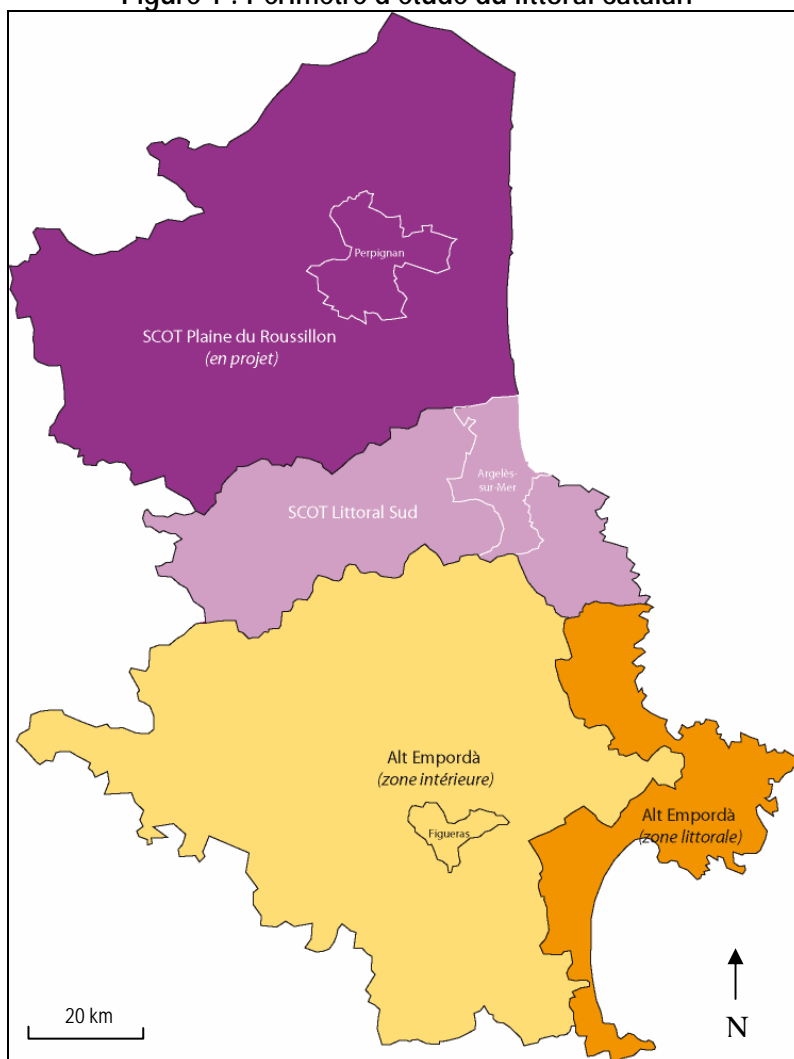 Figure 1 : Périmètre d'étude du littoral catalan
Perpignan
SCOT Plaine du Roussillon
(en projet)
Argelès-
sur-Mer
SCOT Littoral Sud
Alt Empordà
(zone intérieure)
Figueras
Alt Empordà
(zone littorale)
20 km
N